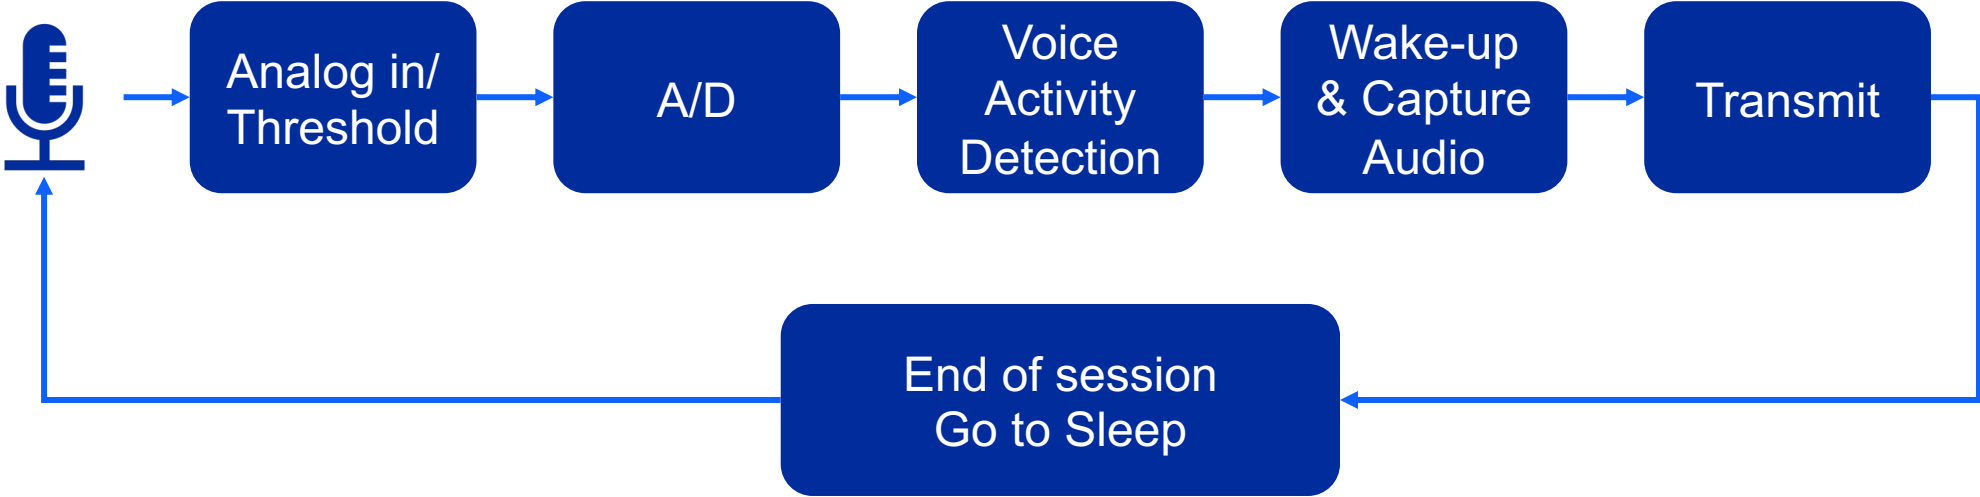 Analog in/
Threshold
A/D
Voice
Activity
Detection
Wake-up
& Capture
Audio
Transmit
End of session
Go to Sleep